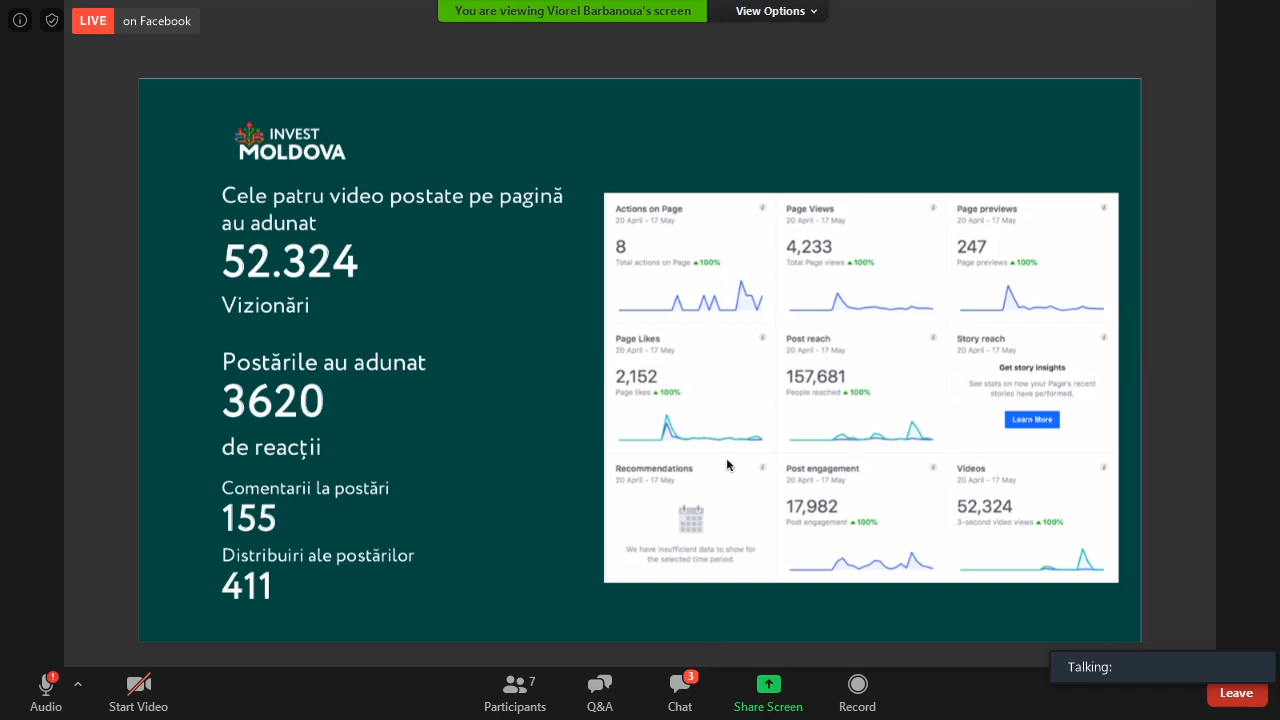 LIVE on Facebook
You are viewing Viorel Barbanoua's screen
View Options
INVEST
MOLDOVA
Cele patru video postate pe pagină
au adunat
52.324
Vizionări
Postările au adunat
3620
de reacții
Comentarii la postări
155
Distribuiri ale postărilor
411
Actions on Page
20 April - 17 May
8
Total actions on Page ▲100%
Page Views
20 April - 17 May
4,233
Total Page views ▲100%
Page previews
20 April - 17 May
247
Page previews ▲100%
Page Likes
20 April - 17 May
2,152
Page likes ▲100%
Post reach
20 April - 17 May
157,681
People reached ▲100%
Story reach
20 April - 17 May
Get story insights
See stats on how your Page's recent
stories have performed.
Learn More
Recommendations
20 April - 17 May
We have insufficient data to show for
the selected time period.
Post engagement
20 April - 17 May
17,982
Post engagement ▲100%
Videos
20 April - 17 May
52,324
3-second video views ▲100%
Talking:
Audio
Start Video
7
Participants
Q&A
3
Chat
Share Screen
Record
Leave